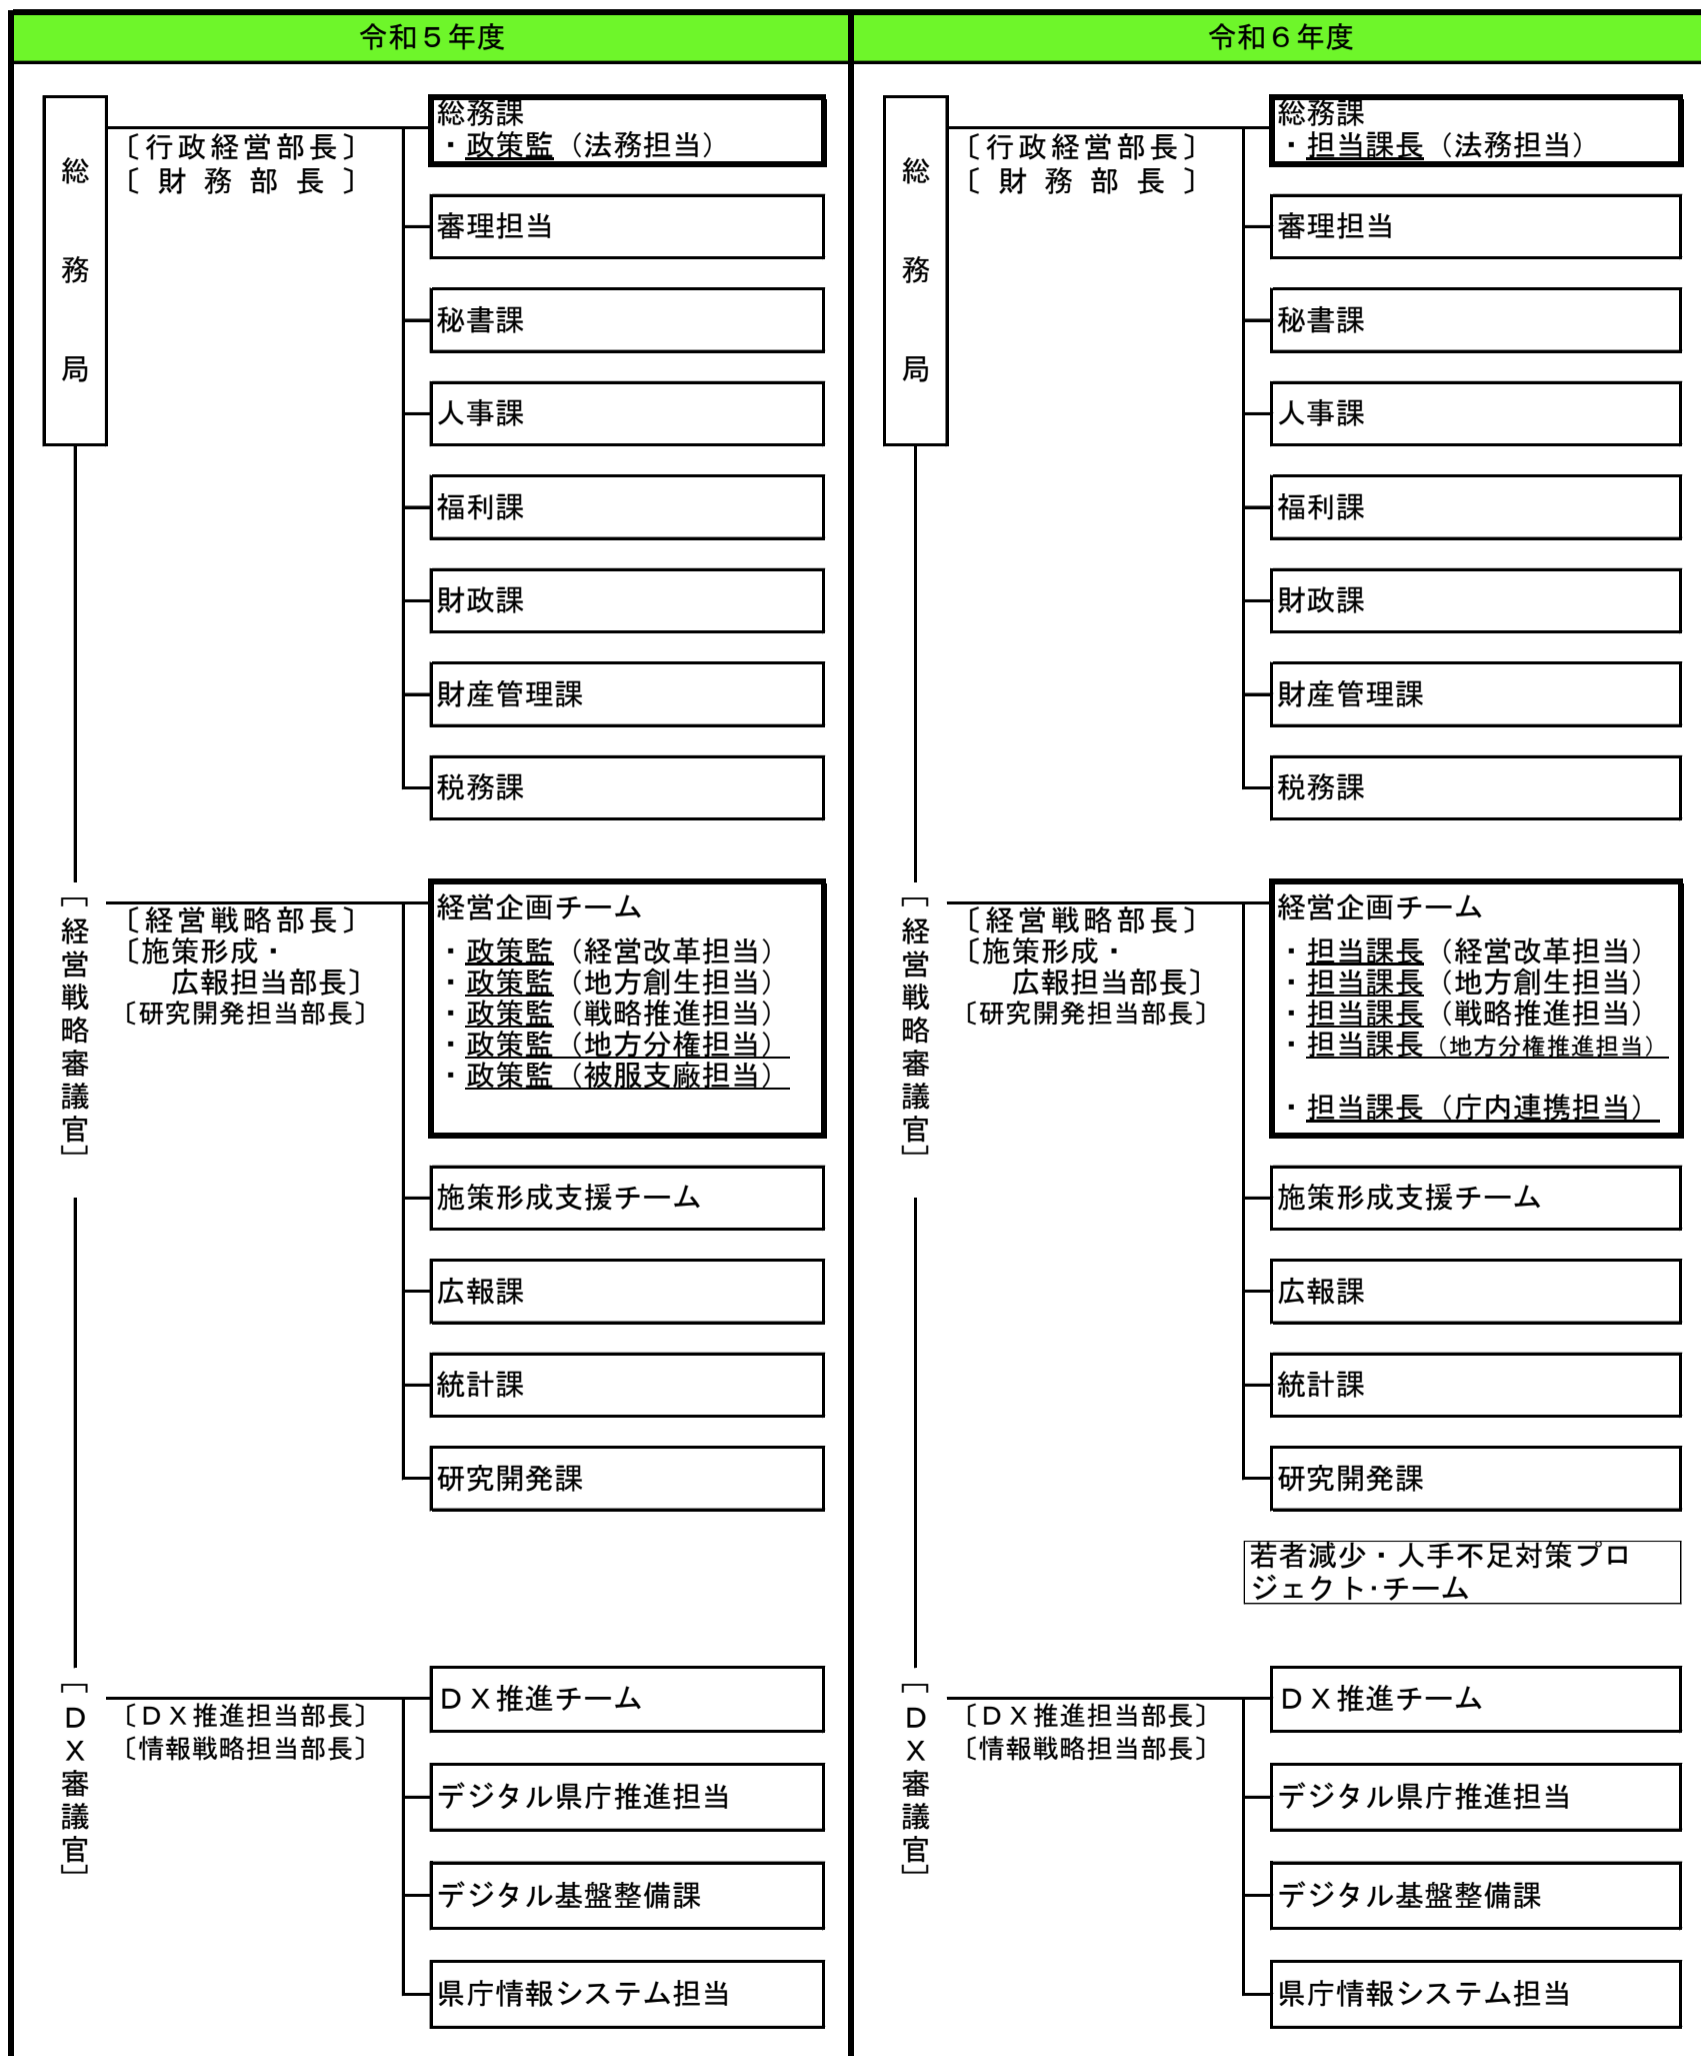 令和５年度
総務局
〔行政経営部長〕
〔財務部長〕
総務課
・政策監（法務担当）
審理担当
秘書課
人事課
福利課
財政課
財産管理課
税務課
［経営戦略審議官］
〔経営戦略部長〕
〔施策形成・
広報担当部長〕
〔研究開発担当部長〕
経営企画チーム
・政策監（経営改革担当）
・政策監（地方創生担当）
・政策監（戦略推進担当）
・政策監（地方分権担当）
・政策監（被服支廠担当）
施策形成支援チーム
広報課
統計課
研究開発課
［ＤＸ審議官］
〔ＤＸ推進担当部長〕
〔情報戦略担当部長〕
ＤＸ推進チーム
デジタル県庁推進担当
デジタル基盤整備課
県庁情報システム担当
令和６年度
総務局
〔行政経営部長〕
〔財務部長〕
総務課
・担当課長（法務担当）
審理担当
秘書課
人事課
福利課
財政課
財産管理課
税務課
［経営戦略審議官］
〔経営戦略部長〕
〔施策形成・
広報担当部長〕
〔研究開発担当部長〕
経営企画チーム
・担当課長（経営改革担当）
・担当課長（地方創生担当）
・担当課長（戦略推進担当）
・担当課長（地方分権推進担当）
・担当課長（庁内連携担当）
施策形成支援チーム
広報課
統計課
研究開発課
若者減少・人手不足対策プロ
ジェクト･チーム
［ＤＸ審議官］
〔ＤＸ推進担当部長〕
〔情報戦略担当部長〕
ＤＸ推進チーム
デジタル県庁推進担当
デジタル基盤整備課
県庁情報システム担当